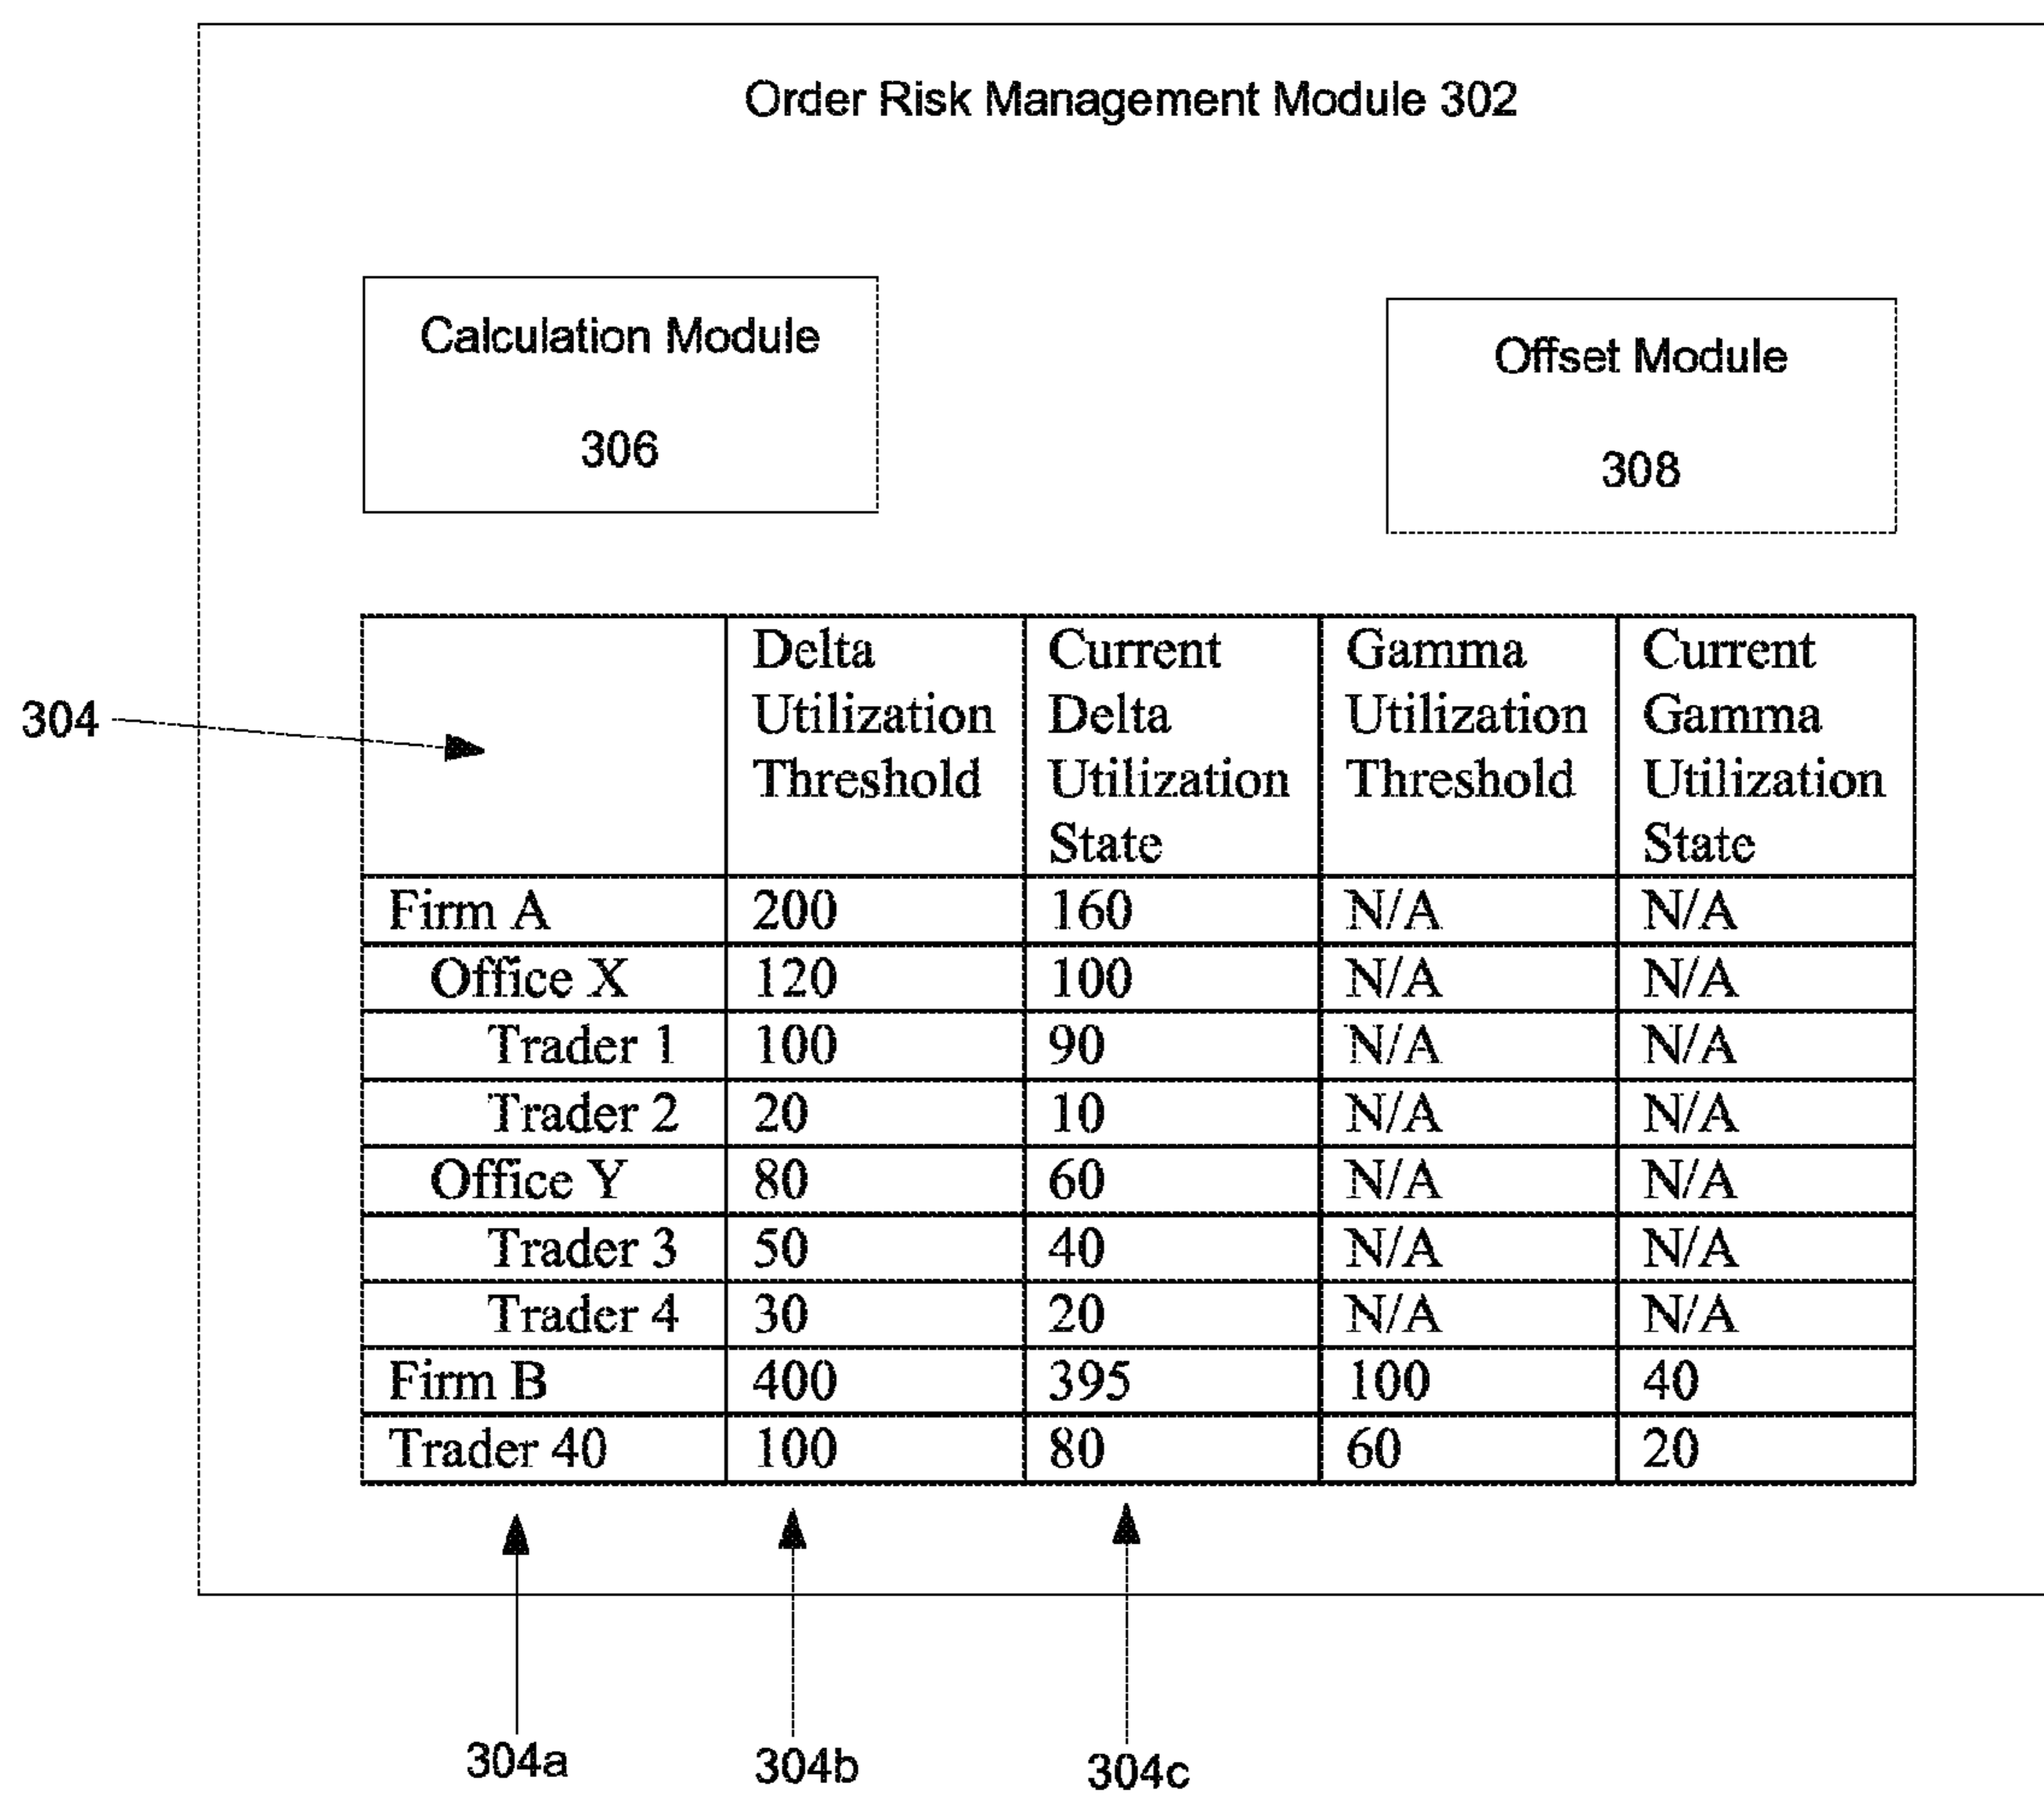 Order Risk Management Module 302
Calculation Module
306
Offset Module
308
304
Delta
Utilization
Threshold
Current
Delta
Utilization
State
Gamma
Utilization
Threshold
Current
Gamma
Utilization
State
Firm A 200 160 N/A N/A
Office X 120 100 N/A N/A
Trader 1 100 90 N/A N/A
Trader 2 20 10 N/A N/A
Office Y 80 60 N/A N/A
Trader 3 50 40 N/A N/A
Trader 4 30 20 N/A N/A
Firm B 400 395 100 40
Trader 40 100 80 60 20
304a 304b 304c